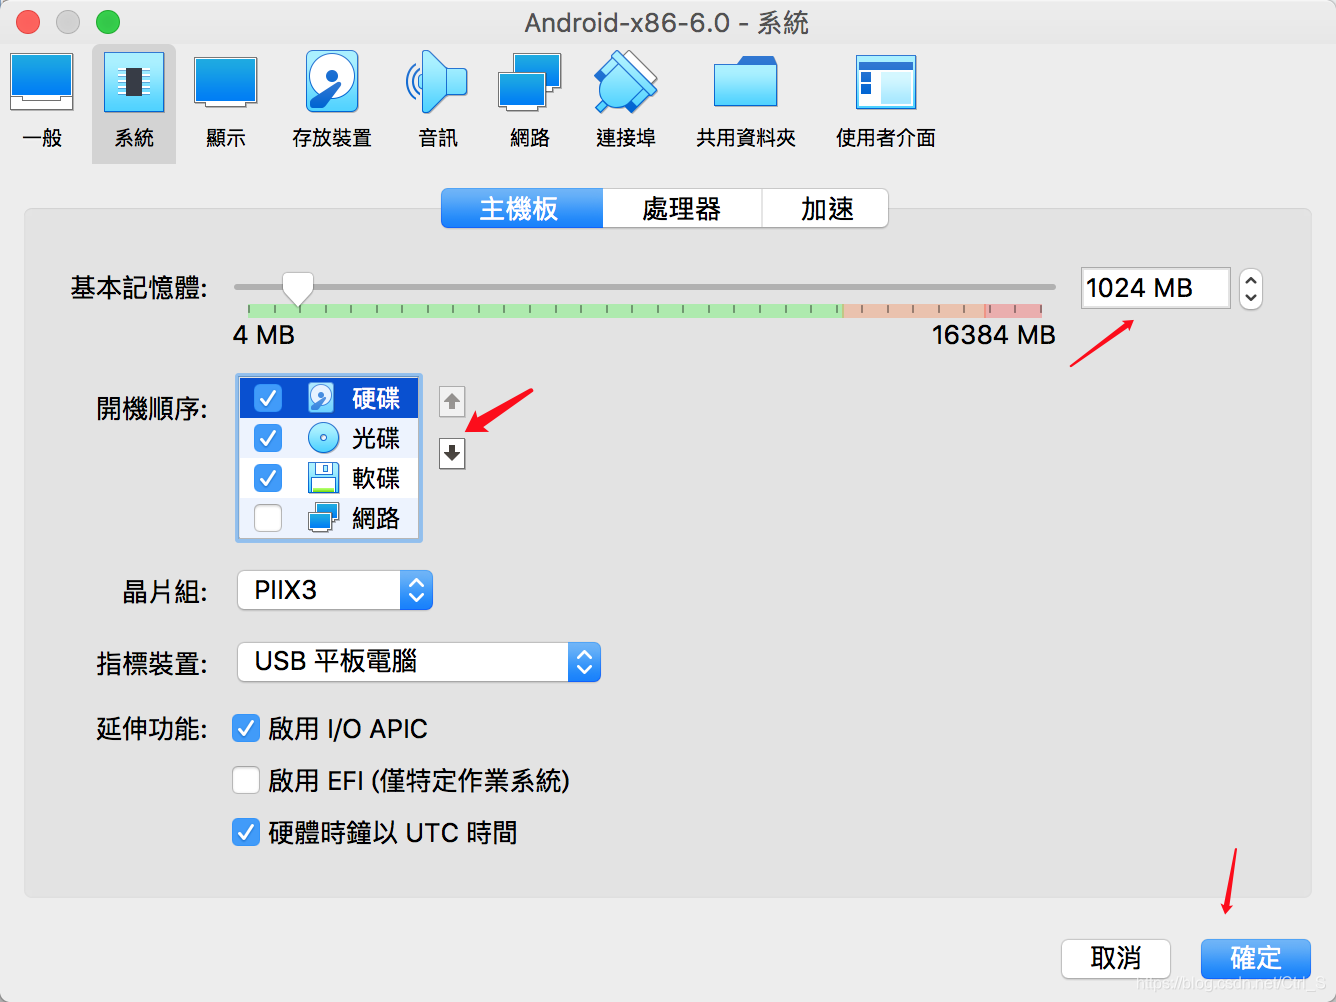 Android-x86-6.0 - 系統
一般
系統
顯示
存放裝置
音訊
網路
連接埠
共用資料夾
使用者介面
主機板
處理器
加速
基本記憶體:
1024 MB
4 MB
16384 MB
開機順序:
硬碟
光碟
軟碟
網路
晶片組:
PIIX3
指標裝置:
USB 平板電腦
延伸功能:
啟用 I/O APIC
啟用 EFI (僅特定作業系統)
硬體時鐘以 UTC 時間
取消
確定
https://blog.csdn.net/Ctrl_S